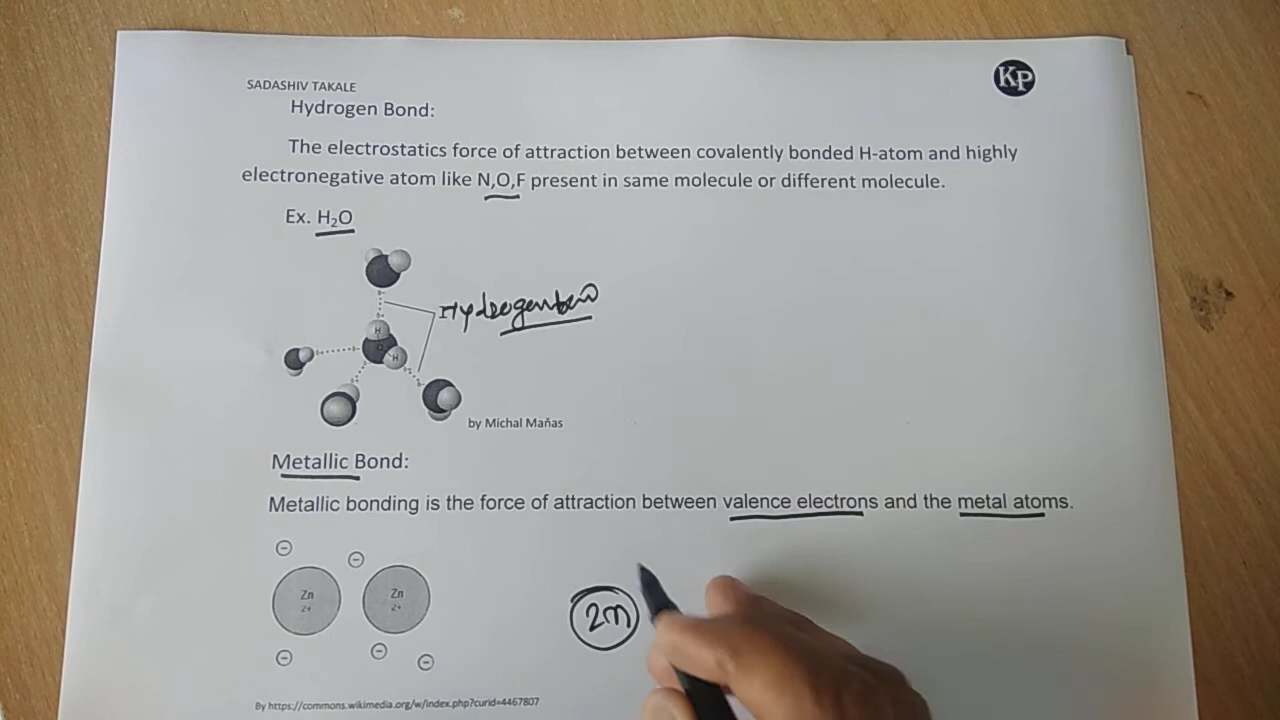 SADASHIV TAKALE
KP
Hydrogen Bond:
The electrostatics force of attraction between covalently bonded H-atom and highly
electronegative atom like N,O,F present in same molecule or different molecule.
Ex. H₂O
Hydrogen
H
O
H
by Michal Maňas
Metallic Bond:
Metallic bonding is the force of attraction between valence electrons and the metal atoms.
Zn Zn
2+ 2+
2m
By https://commons.wikimedia.org/w/index.php?curid=4467807